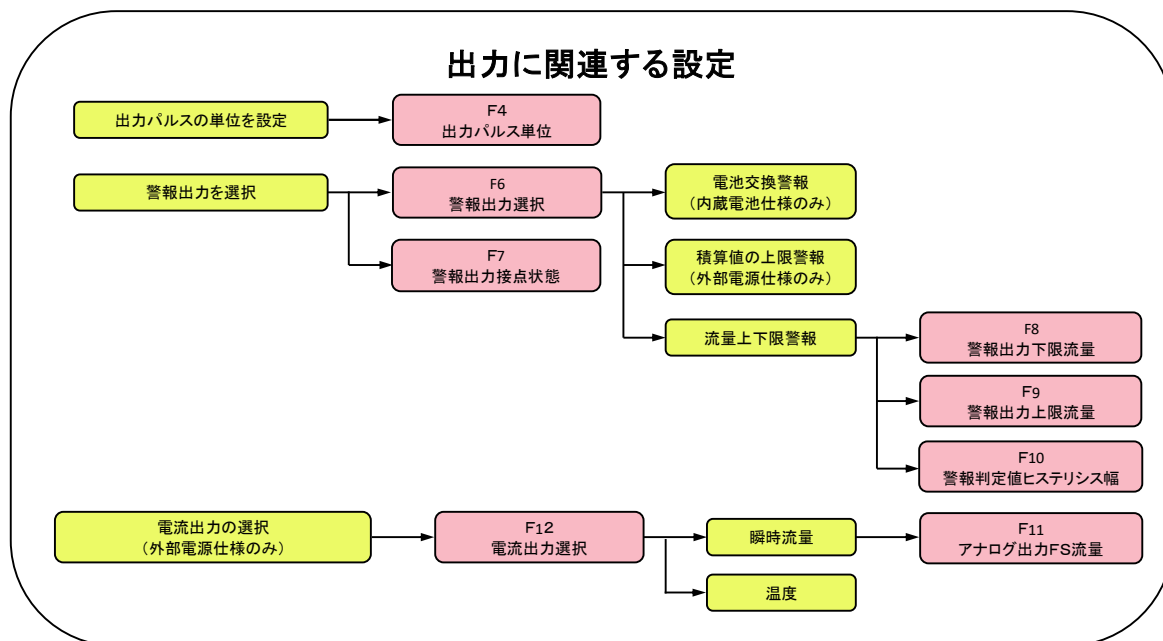 出力に関連する設定
出力パルスの単位を設定
F4
出力パルス単位
警報出力を選択
F6
警報出力選択
電池交換警報
(内蔵電池仕様のみ)
F7
警報出力接点状態
積算値の上限警報
(外部電源仕様のみ)
流量上下限警報
F8
警報出力下限流量
F9
警報出力上限流量
F10
警報判定値ヒステリシス幅
電流出力の選択
(外部電源仕様のみ)
F12
電流出力選択
瞬時流量
F11
アナログ出力FS流量
温度